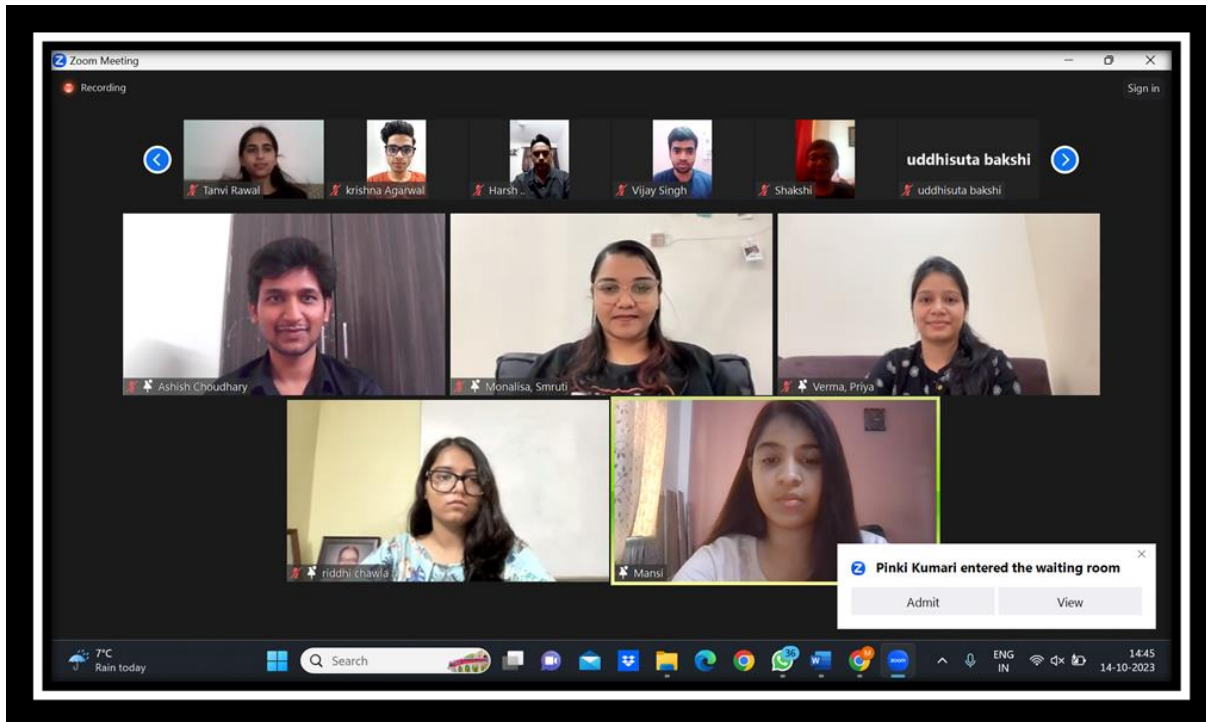 Zoom Meeting
Recording
Sign in
Tanvi Rawal
krishna Agarwal
Harsh ..
Vijay Singh
Shakshi
uddhisuta bakshi
uddhisuta bakshi
Ashish Choudhary
Monalisa, Smruti
Verma, Priya
riddhi chawla
Mansi
Pinki Kumari entered the waiting room
Admit
View
7°C
Rain today
Search
36
W
M
zoom
ENG
IN
14:45
14-10-2023